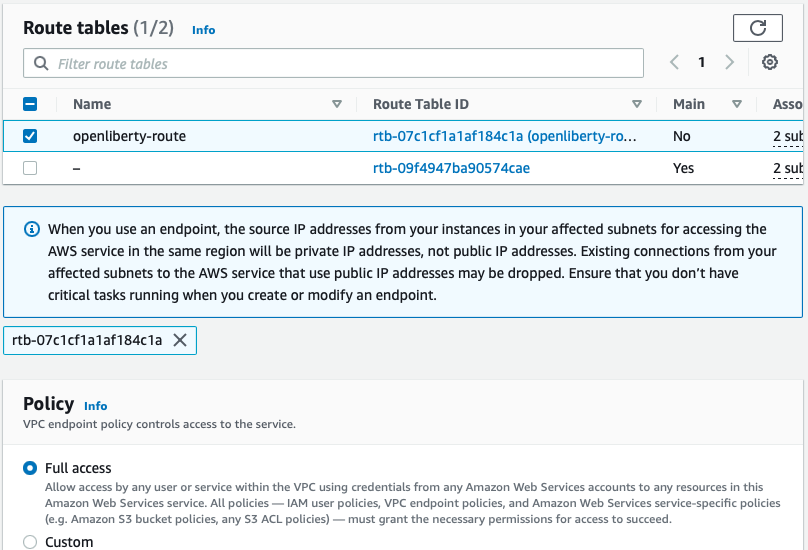 Route tables (1/2) Info
Filter route tables
1
Name Route Table ID Main Asso
openliberty-route rtb-07c1cf1a1af184c1a (openliberty-ro... No 2 sub
– rtb-09f4947ba90574cae Yes 2 sub
When you use an endpoint, the source IP addresses from your instances in your affected subnets for accessing the
AWS service in the same region will be private IP addresses, not public IP addresses. Existing connections from your
affected subnets to the AWS service that use public IP addresses may be dropped. Ensure that you don't have
critical tasks running when you create or modify an endpoint.
rtb-07c1cf1a1af184c1a
Policy Info
VPC endpoint policy controls access to the service.
Full access
Allow access by any user or service within the VPC using credentials from any Amazon Web Services accounts to any resources in this
Amazon Web Services service. All policies — IAM user policies, VPC endpoint policies, and Amazon Web Services service-specific policies
(e.g. Amazon S3 bucket policies, any S3 ACL policies) — must grant the necessary permissions for access to succeed.
Custom